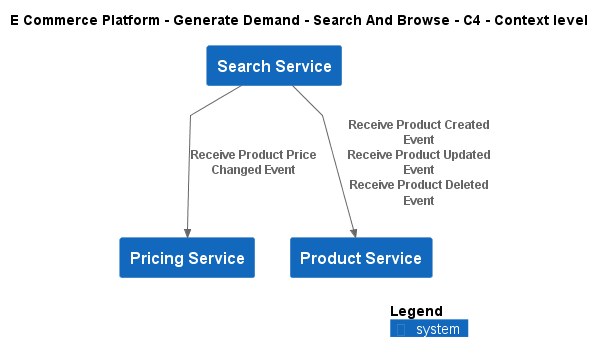 E Commerce Platform - Generate Demand - Search And Browse - C4 - Context level
Search Service
Receive Product Price
Changed Event
Receive Product Created
Event
Receive Product Updated
Event
Receive Product Deleted
Event
Pricing Service
Product Service
Legend
system